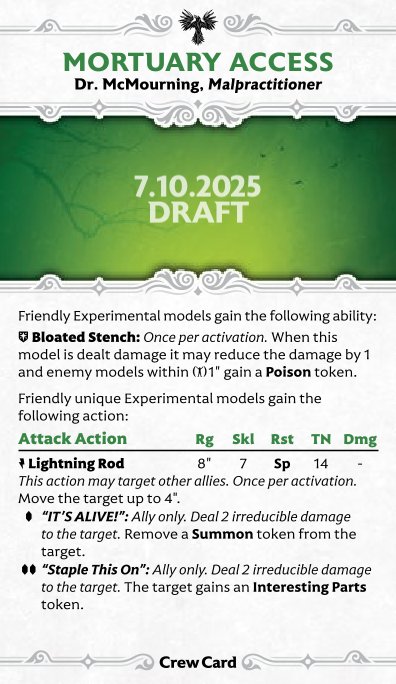 MORTUARY ACCESS
Dr. McMourning, Malpractitioner
7.10.2025
DRAFT
Friendly Experimental models gain the following ability:
Bloated Stench: Once per activation. When this
model is dealt damage it may reduce the damage by 1
and enemy models within 1" gain a Poison token.
Friendly unique Experimental models gain the
following action:
Attack Action Rg Skl Rst TN Dmg
Lightning Rod 8" 7 Sp 14 -
This action may target other allies. Once per activation.
Move the target up to 4".
"IT'S ALIVE!": Ally only. Deal 2 irreducible damage
to the target. Remove a Summon token from the
target.
"Staple This On": Ally only. Deal 2 irreducible damage
to the target. The target gains an Interesting Parts
token.
Crew Card